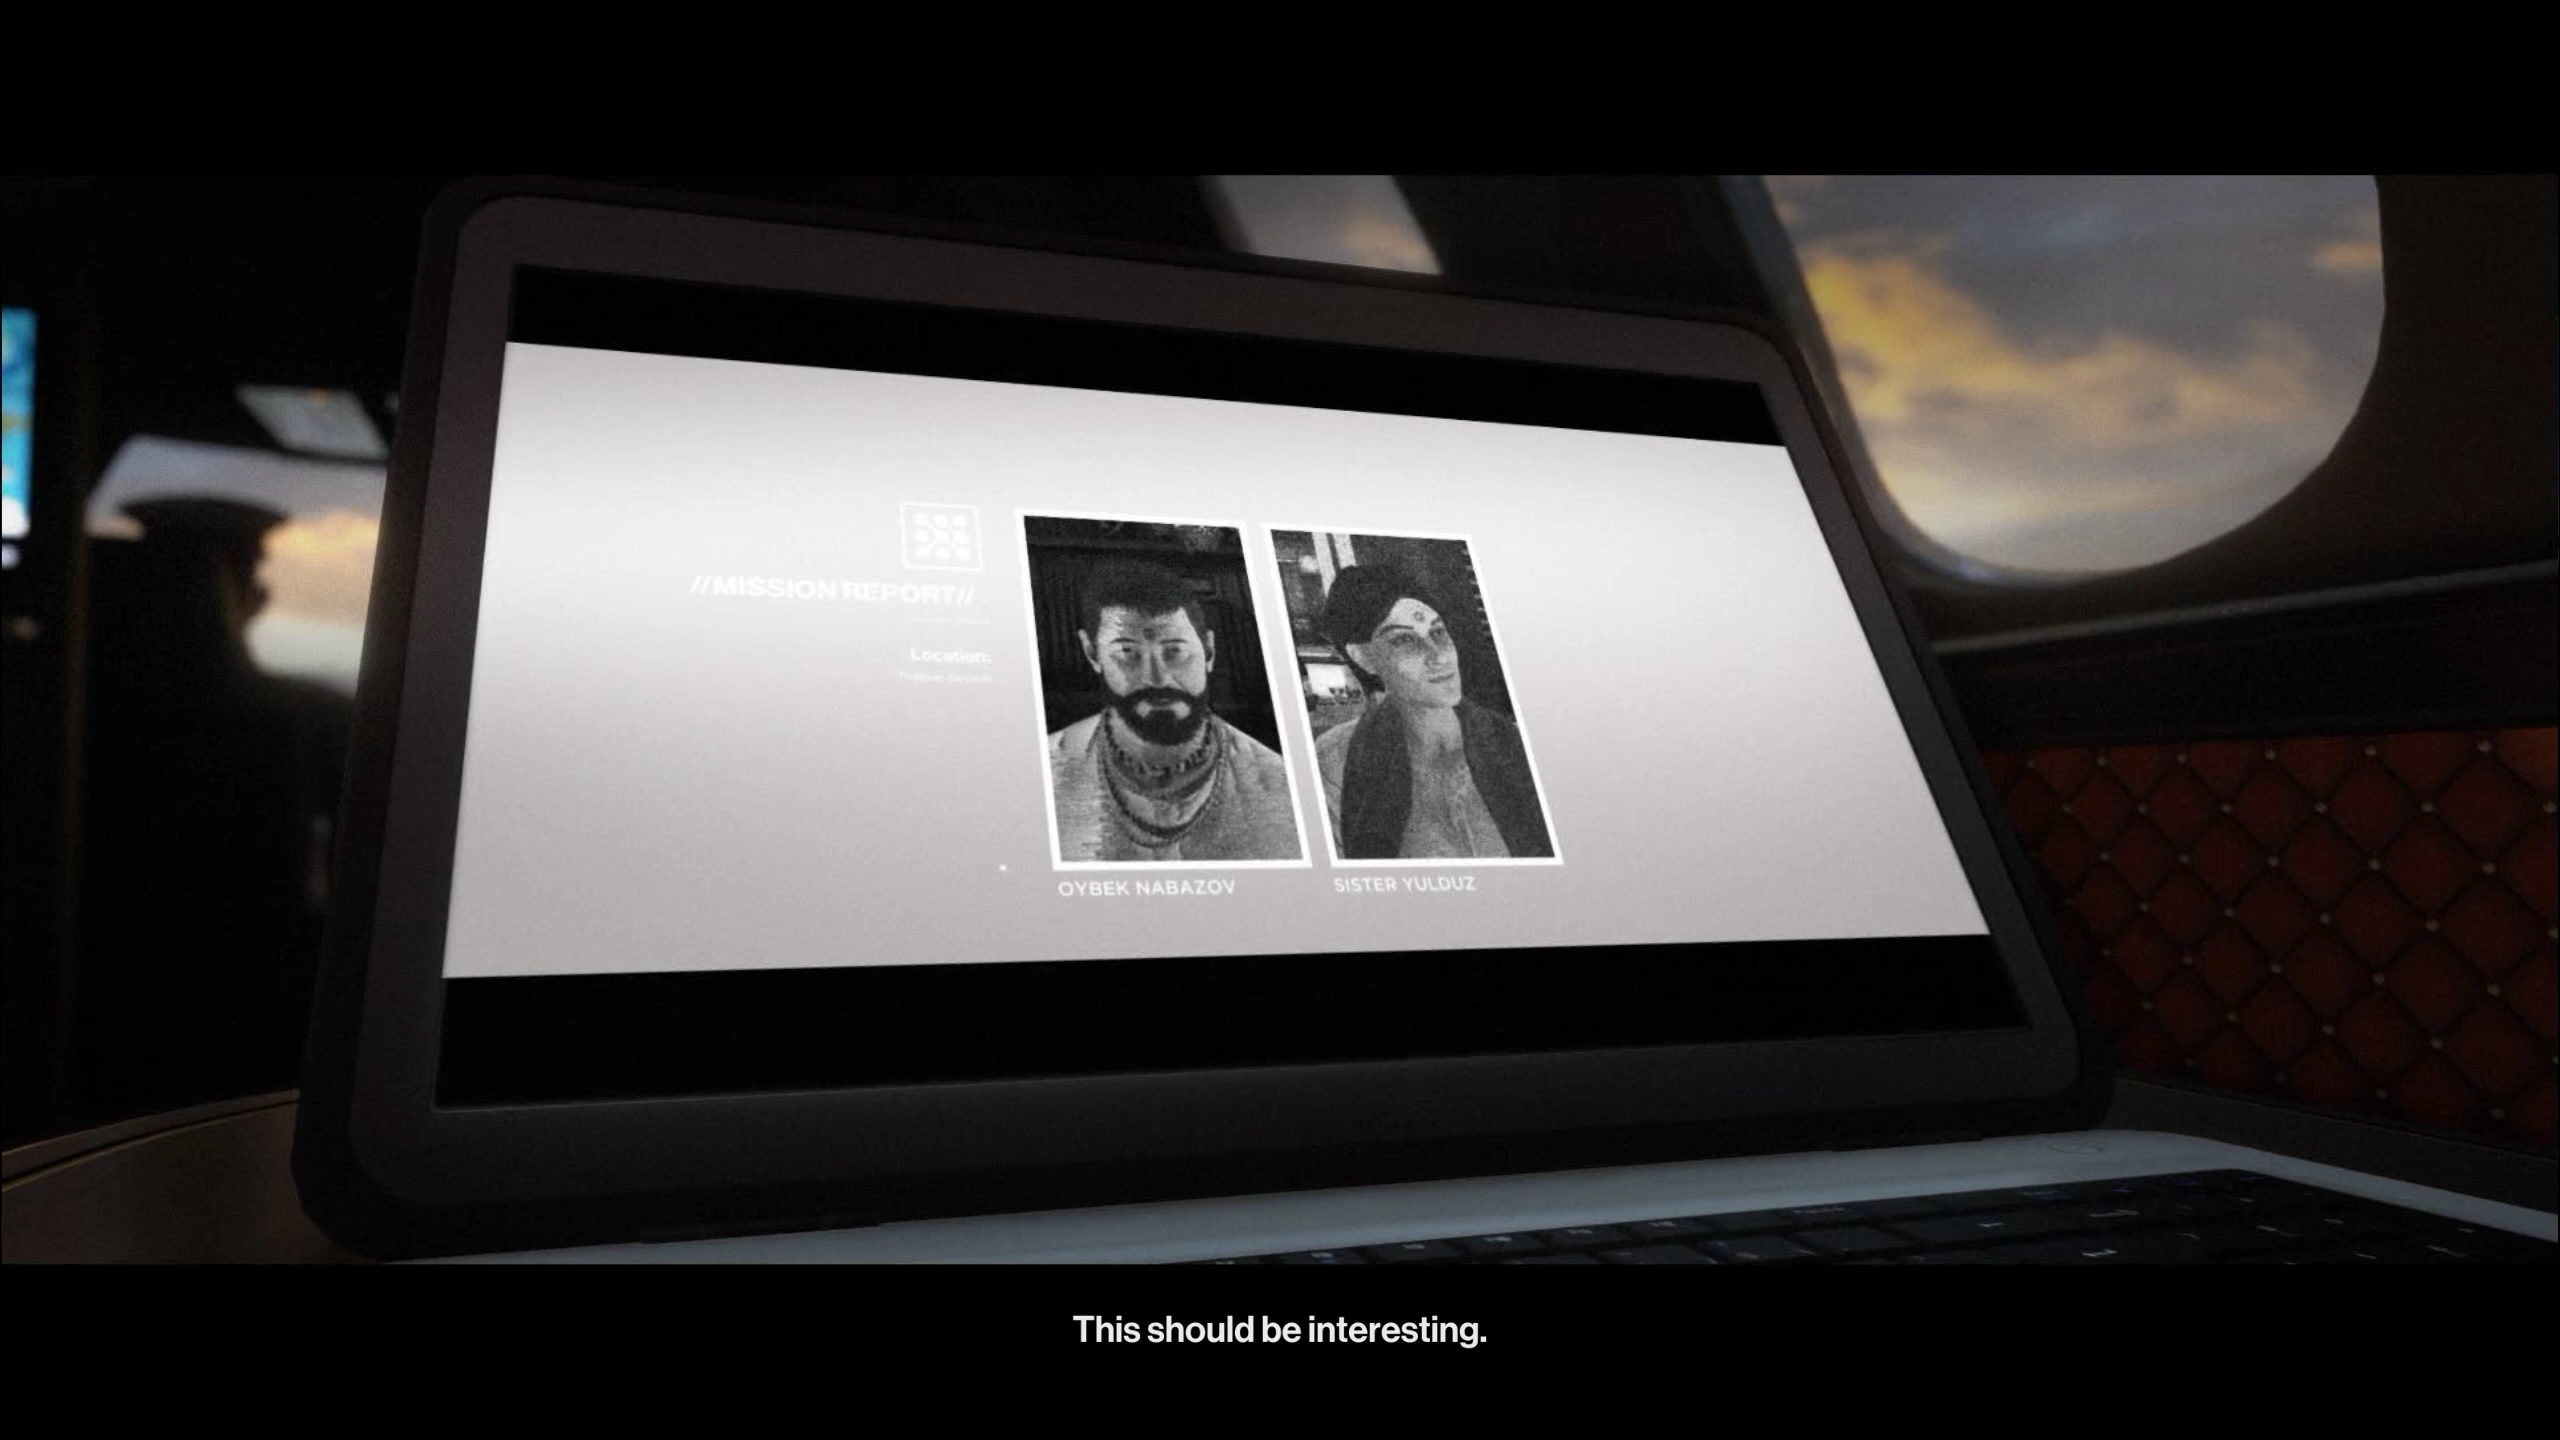 //MISSION REPORT//
Location:
OYBEK NABAZOV
SISTER YULDUZ
This should be interesting.